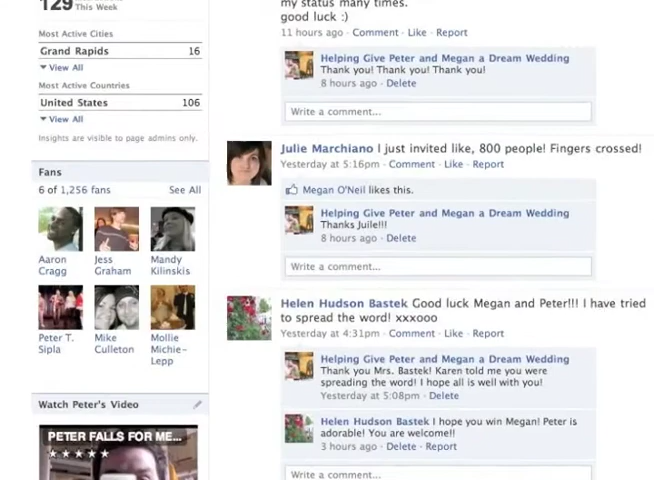 129
This Week
Most Active Cities
Grand Rapids 16
View All
Most Active Countries
United States 106
View All
Insights are visible to page admins only.
Fans
6 of 1,256 fans See All
Aaron
Cragg
Jess
Graham
Mandy
Kilinskis
Peter T.
Sipla
Mike
Culleton
Mollie
Michie-
Lepp
Watch Peter's Video
PETER FALLS FOR ME...
my status many times.
good luck :)
11 hours ago · Comment · Like · Report
Helping Give Peter and Megan a Dream Wedding
Thank you! Thank you! Thank you!
8 hours ago · Delete
Write a comment...
Julie Marchiano I just invited like, 800 people! Fingers crossed!
Yesterday at 5:16pm · Comment · Like · Report
Megan O'Neil likes this.
Helping Give Peter and Megan a Dream Wedding
Thanks Juile!!!
8 hours ago · Delete
Write a comment...
Helen Hudson Bastek Good luck Megan and Peter!!! I have tried
to spread the word! xxxooo
Yesterday at 4:31pm · Comment · Like · Report
Helping Give Peter and Megan a Dream Wedding
Thank you Mrs. Bastek! Karen told me you were
spreading the word! I hope all is well with you!
Yesterday at 5:08pm · Delete
Helen Hudson Bastek I hope you win Megan! Peter is
adorable! You are welcome!!
3 hours ago · Delete · Report
Write a comment...